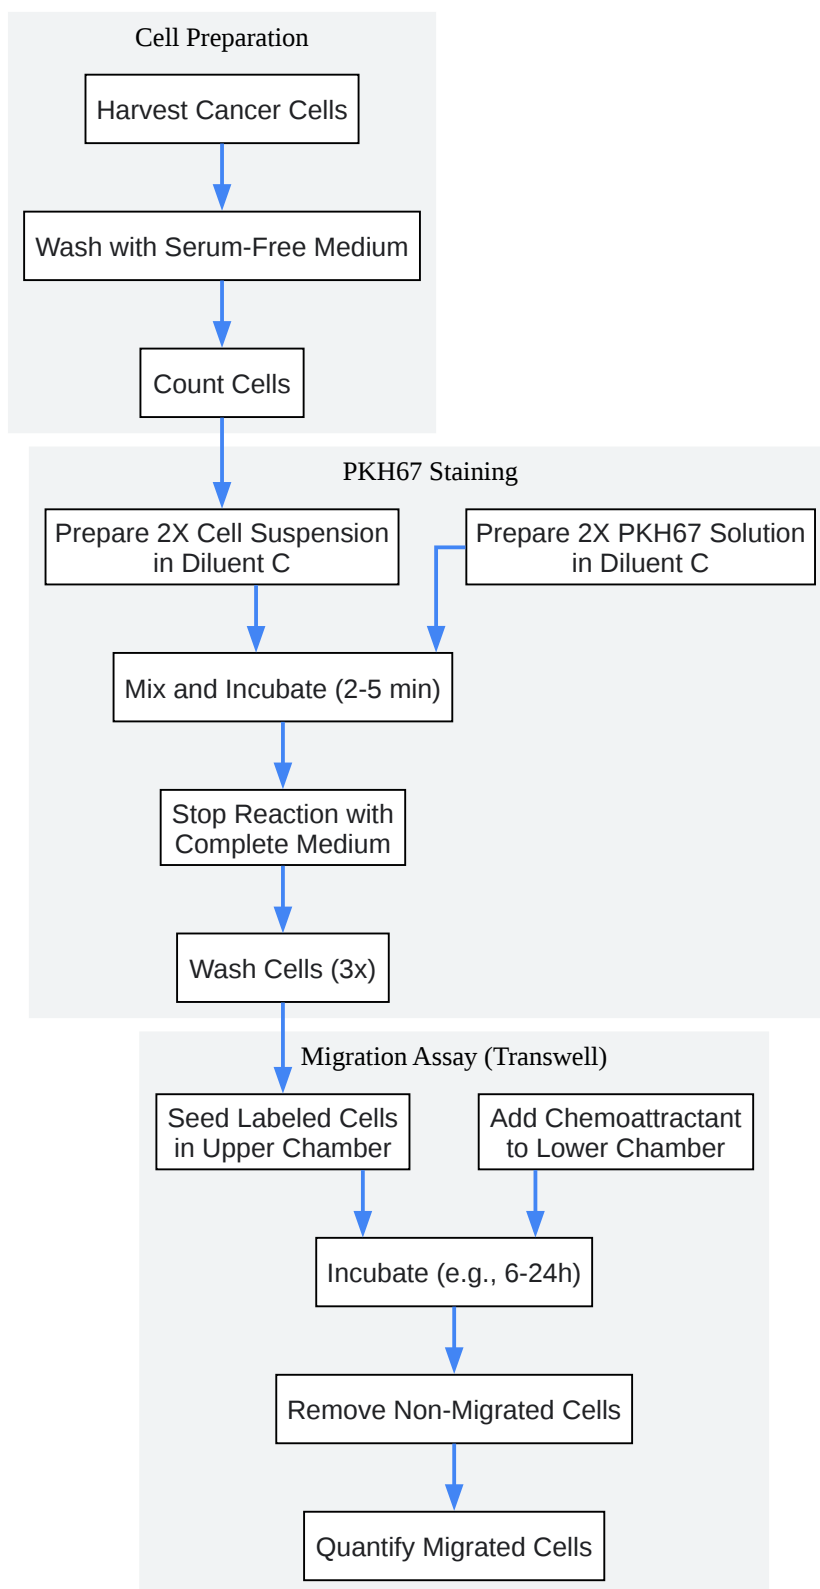 Cell Preparation
Harvest Cancer Cells
Wash with Serum-Free Medium
Count Cells
PKH67 Staining
Prepare 2X Cell Suspension
in Diluent C
Prepare 2X PKH67 Solution
in Diluent C
Mix and Incubate (2-5 min)
Stop Reaction with
Complete Medium
Wash Cells (3x)
Migration Assay (Transwell)
Seed Labeled Cells
in Upper Chamber
Add Chemoattractant
to Lower Chamber
Incubate (e.g., 6-24h)
Remove Non-Migrated Cells
Quantify Migrated Cells